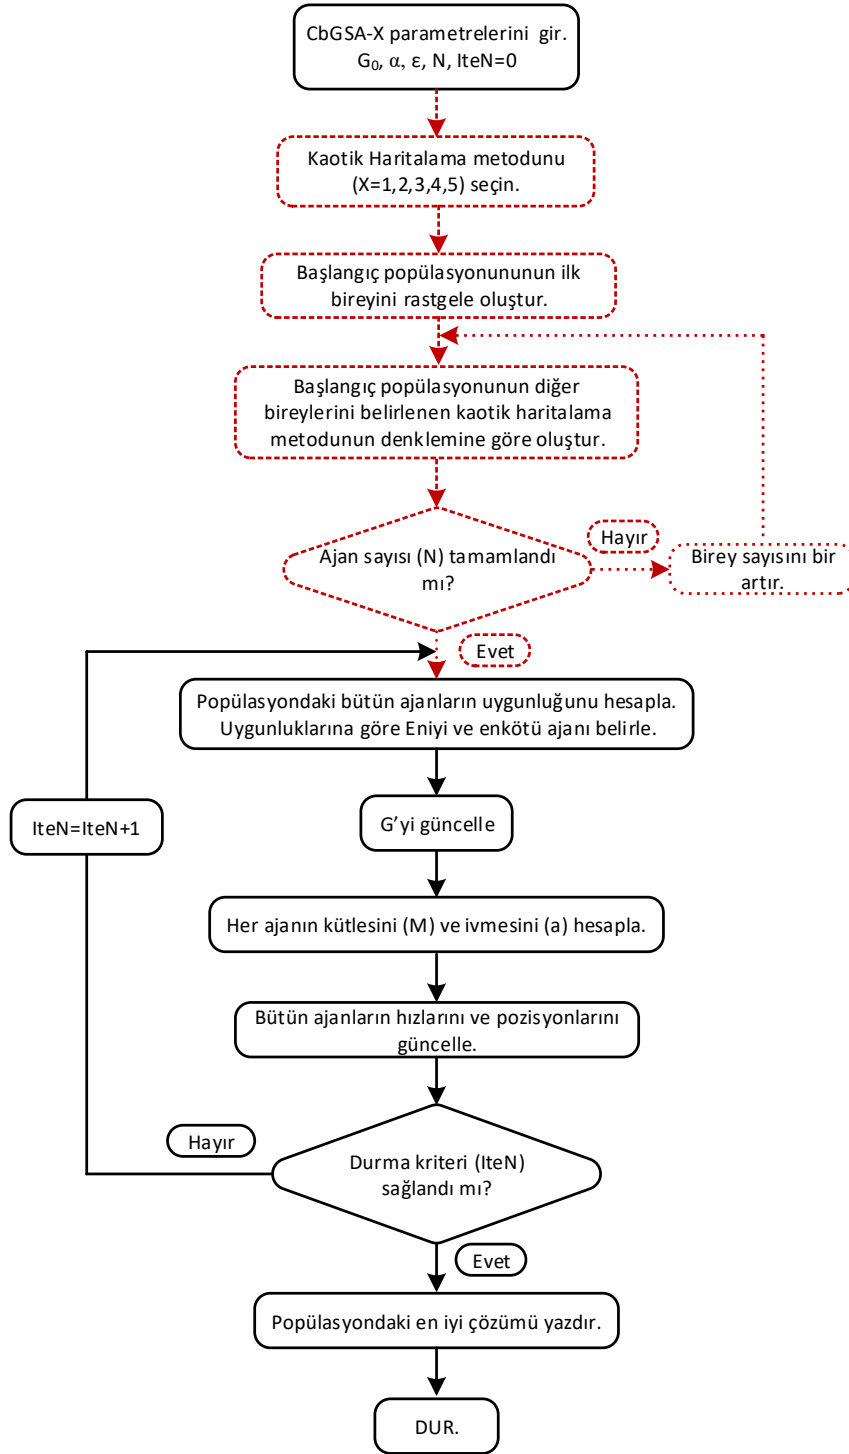 CbGSA-X parametrelerini gir.
G₀, α, ε, N, IteN=0
Kaotik Haritalama metodunu
(X=1,2,3,4,5) seçin.
Başlangıç popülasyonununun ilk
bireyini rastgele oluştur.
Başlangıç popülasyonunun diğer
bireylerini belirlenen kaotik haritalama
metodunun denklemine göre oluştur.
Ajan sayısı (N) tamamlandı
mı?
Hayır
Birey sayısını bir
artır.
Evet
Popülasyondaki bütün ajanların uygunluğunu hesapla.
Uygunluklarına göre Eniyi ve enkötü ajanı belirle.
G’yi güncelle
IteN=IteN+1
Her ajanın kütlesini (M) ve ivmesini (a) hesapla.
Bütün ajanların hızlarını ve pozisyonlarını
güncelle.
Hayır
Durma kriteri (IteN)
sağlandı mı?
Evet
Popülasyondaki en iyi çözümü yazdır.
DUR.